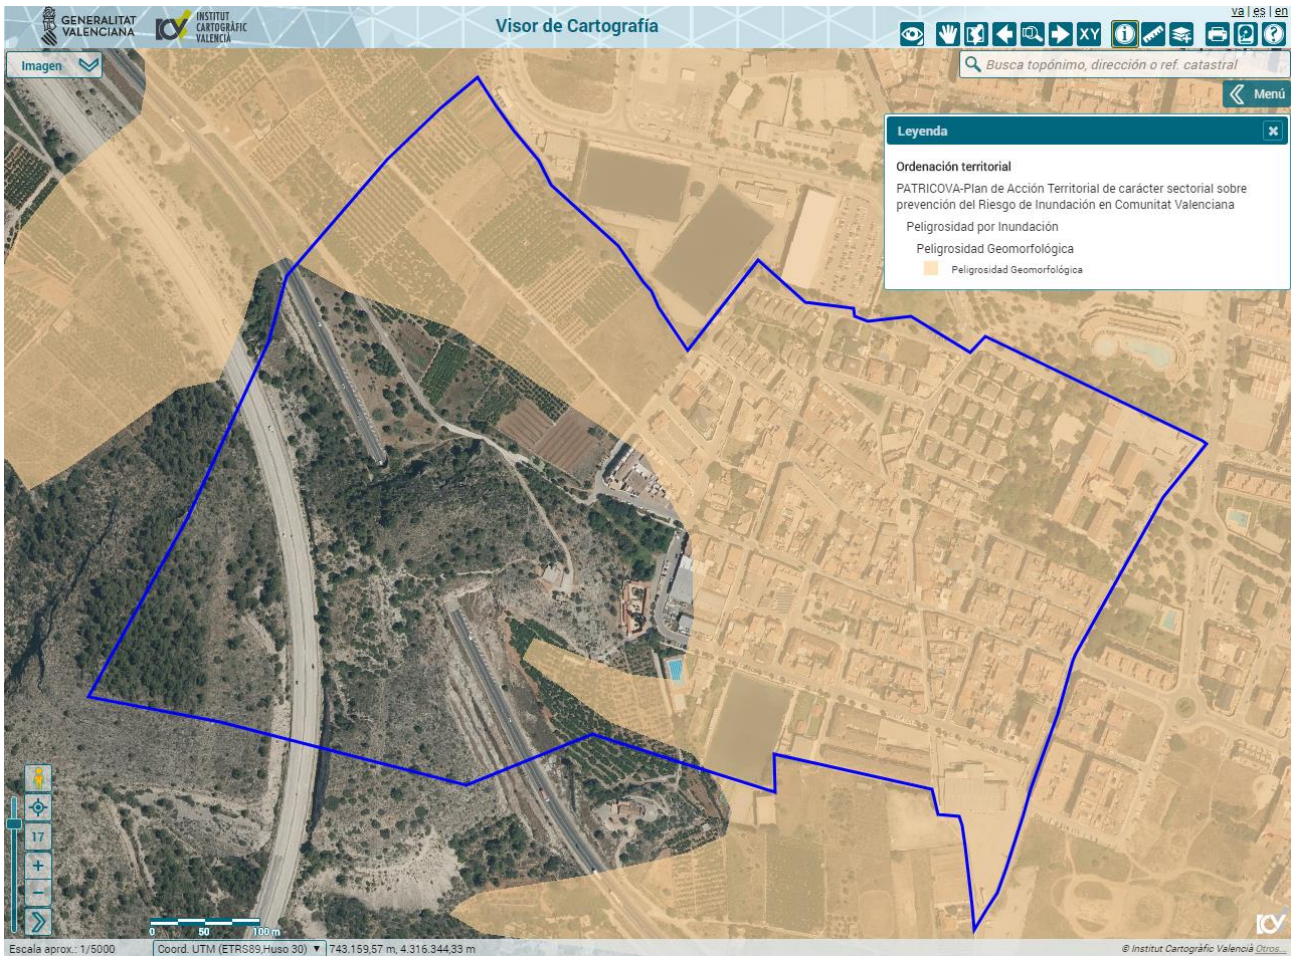 GENERALITAT
VALENCIANA
INSTITUT
CARTOGRÀFIC
VALENCIÀ
Visor de Cartografía
va | es | en
XY
Imagen
Busca topónimo, dirección o ref. catastral
Menú
Leyenda
Ordenación territorial
PATRICOVA-Plan de Acción Territorial de carácter sectorial sobre
prevención del Riesgo de Inundación en Comunitat Valenciana
Peligrosidad por Inundación
Peligrosidad Geomorfológica
Peligrosidad Geomorfológica
17
0 50 100 m
Escala aprox.: 1/5000
Coord. UTM (ETRS89,Huso 30) ▼
743.159,57 m, 4.316.344,33 m
© Institut Cartogràfic Valencià Otros...